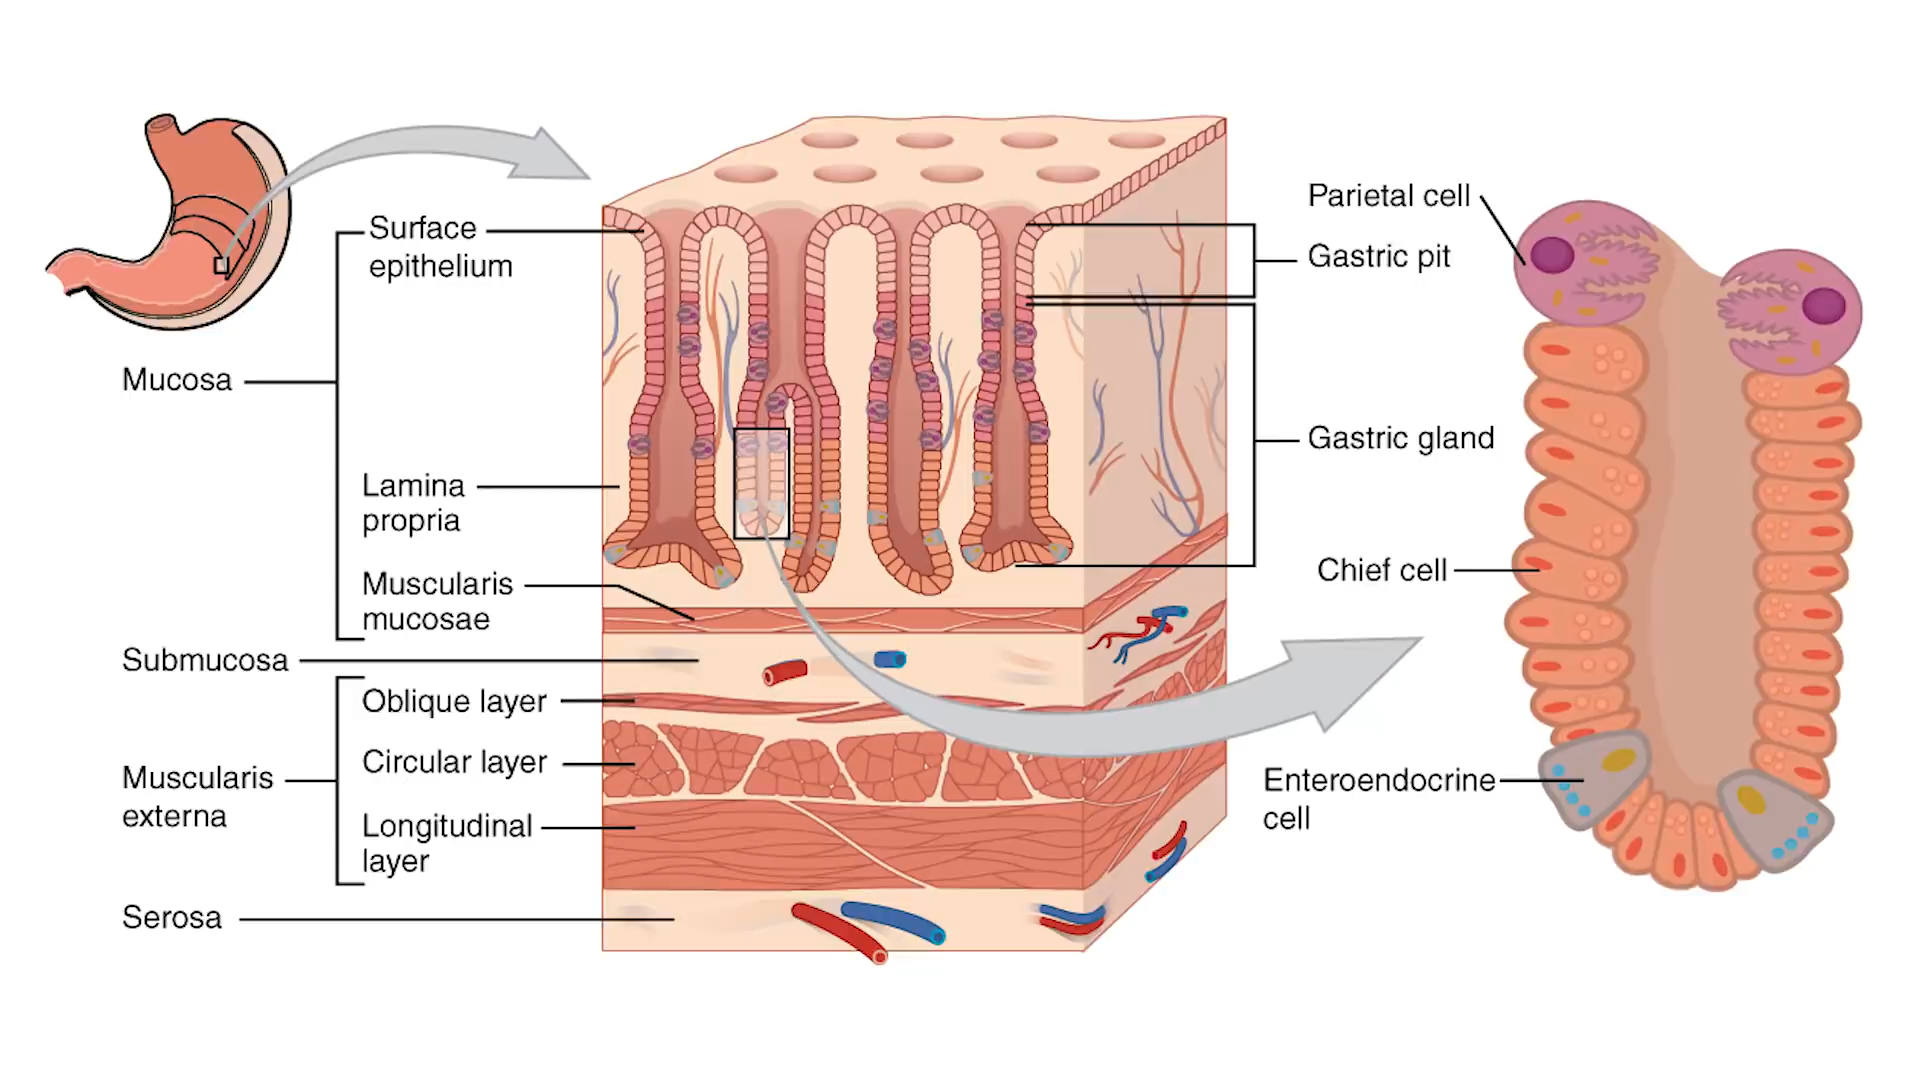 Surface
epithelium
Mucosa
Lamina
propria
Muscularis
mucosae
Submucosa
Oblique layer
Circular layer
Muscularis
externa
Longitudinal
layer
Serosa
Parietal cell
Gastric pit
Gastric gland
Chief cell
Enteroendocrine
cell